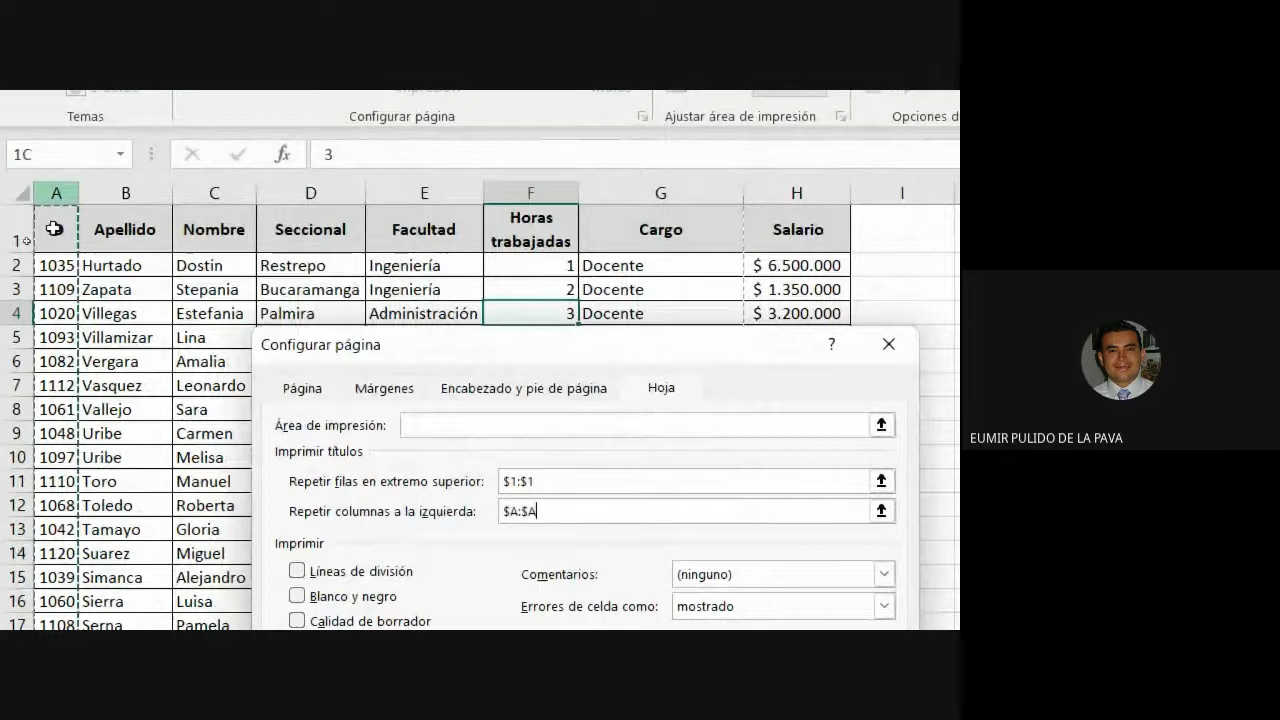 Temas Configurar página Ajustar área de impresión Opciones d
1C fx 3
A B C D E F G H I
1 Apellido Nombre Seccional Facultad Horas trabajadas Cargo Salario
2 1035 Hurtado Dostin Restrepo Ingeniería 1 Docente $ 6.500.000
3 1109 Zapata Stepania Bucaramanga Ingeniería 2 Docente $ 1.350.000
4 1020 Villegas Estefania Palmira Administración 3 Docente $ 3.200.000
5 1093 Villamizar Lina
6 1082 Vergara Amalia
7 1112 Vasquez Leonardo
8 1061 Vallejo Sara
9 1048 Uribe Carmen
10 1097 Uribe Melisa
11 1110 Toro Manuel
12 1068 Toledo Roberta
13 1042 Tamayo Gloria
14 1120 Suarez Miguel
15 1039 Simanca Alejandro
16 1060 Sierra Luisa
17 1108 Serna Pamela
Configurar página ?
Página Márgenes Encabezado y pie de página Hoja
Área de impresión:
Imprimir títulos
Repetir filas en extremo superior: $1:$1
Repetir columnas a la izquierda: $A:$A
Imprimir
Líneas de división Comentarios: (ninguno)
Blanco y negro Errores de celda como: mostrado
Calidad de borrador
EUMIR PULIDO DE LA PAVA